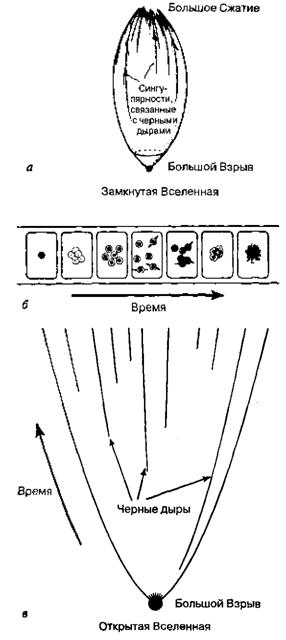 Большое Сжатие
Сингу-
лярности,
связанные
с черными
дырами
а
Большой Взрыв
Замкнутая Вселенная
б
Время
Время
Черные дыры
Большой Взрыв
в
Открытая Вселенная